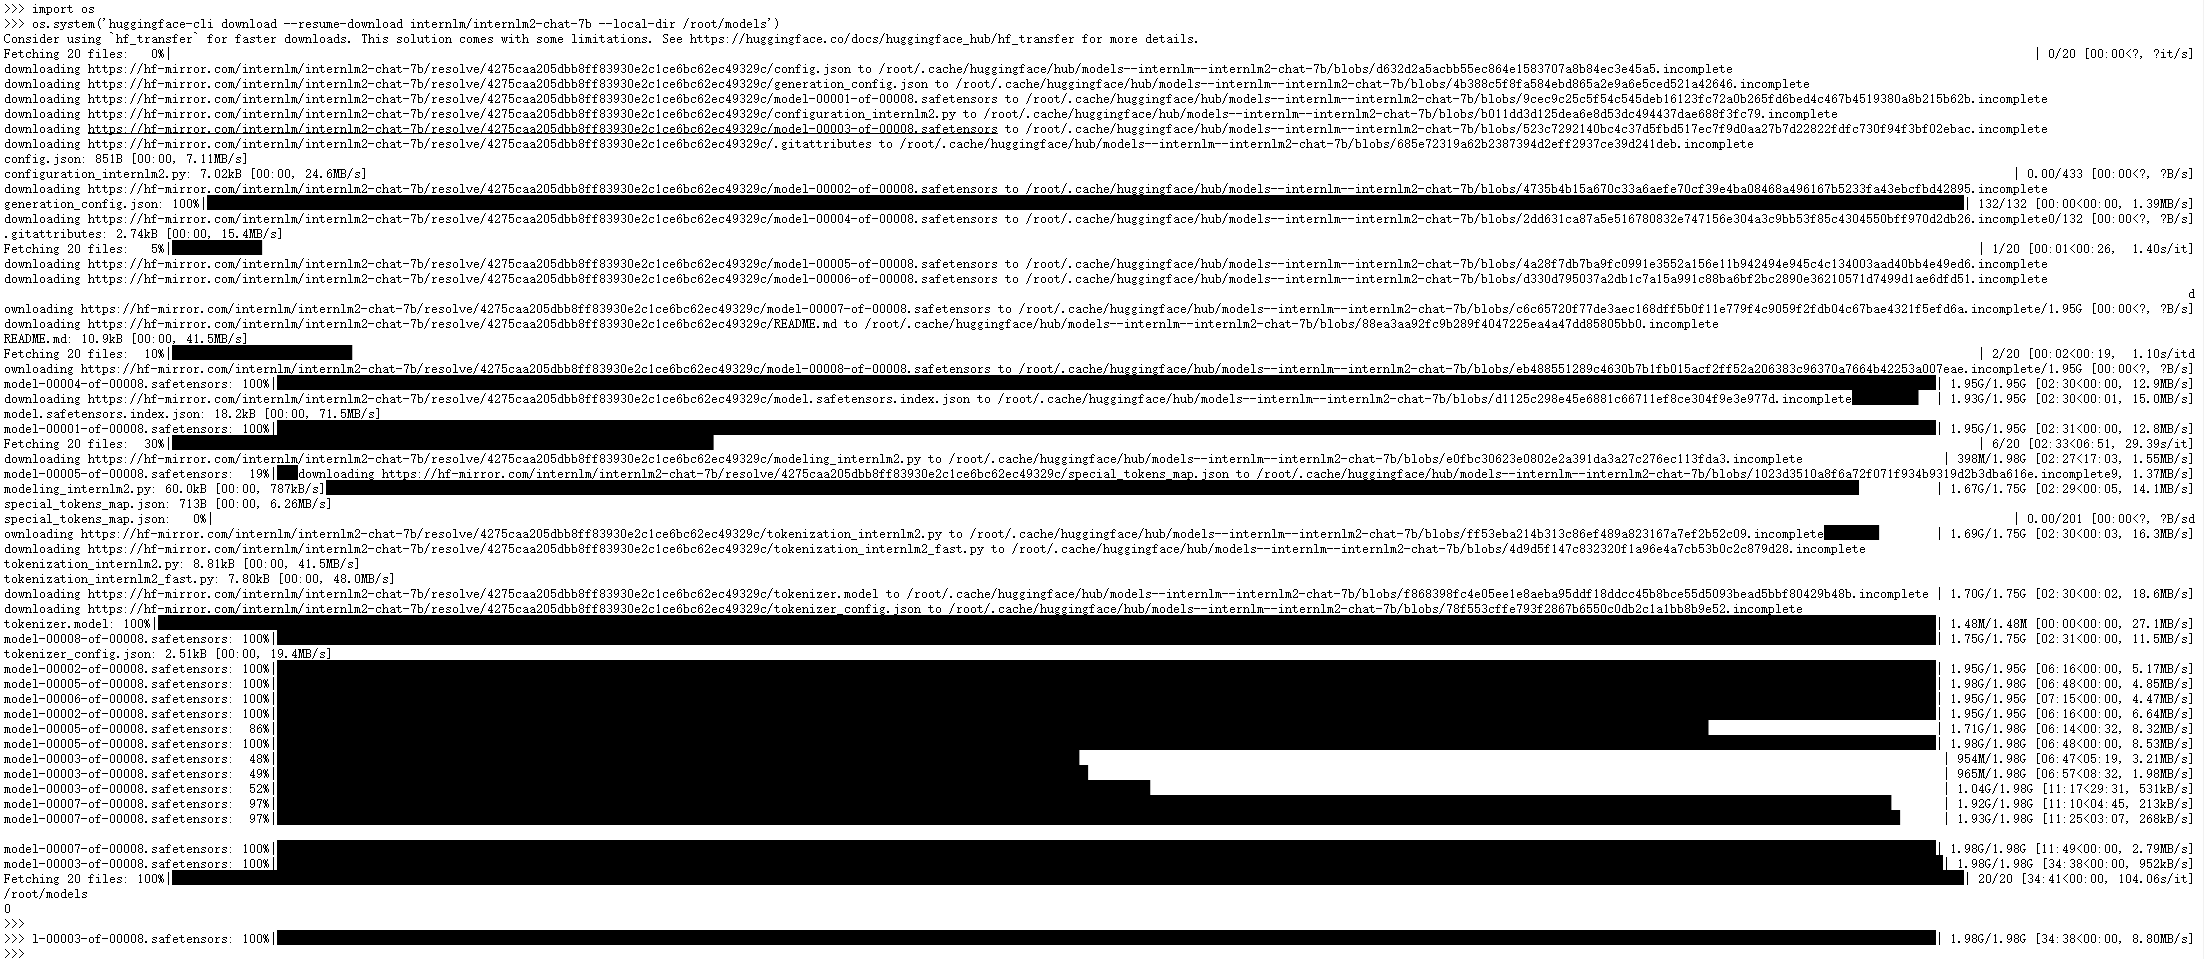 >>> import os
>>> os.system('huggingface-cli download --resume-download internlm/internlm2-chat-7b --local-dir /root/models')
Consider using `hf_transfer` for faster downloads. This solution comes with some limitations. See https://huggingface.co/docs/huggingface_hub/hf_transfer for more details.
Fetching 20 files:   0%| | 0/20 [00:00<?, ?it/s]
downloading https://hf-mirror.com/internlm/internlm2-chat-7b/resolve/4275caa205dbb8ff83930e2c1ce6bc62ec49329c/config.json to /root/.cache/huggingface/hub/models--internlm--internlm2-chat-7b/blobs/d632d2a5acbb55ec864e1583707a8b84ec3e45a5.incomplete
downloading https://hf-mirror.com/internlm/internlm2-chat-7b/resolve/4275caa205dbb8ff83930e2c1ce6bc62ec49329c/generation_config.json to /root/.cache/huggingface/hub/models--internlm--internlm2-chat-7b/blobs/4b388c5f8fa584ebd865a2e9a6e5ced521a42646.incomplete
downloading https://hf-mirror.com/internlm/internlm2-chat-7b/resolve/4275caa205dbb8ff83930e2c1ce6bc62ec49329c/model-00001-of-00008.safetensors to /root/.cache/huggingface/hub/models--internlm--internlm2-chat-7b/blobs/9cec9c25c5f54c545deb16123fc72a0b265fd6bed4c467b4519380a8b215b62b.incomplete
downloading https://hf-mirror.com/internlm/internlm2-chat-7b/resolve/4275caa205dbb8ff83930e2c1ce6bc62ec49329c/configuration_internlm2.py to /root/.cache/huggingface/hub/models--internlm--internlm2-chat-7b/blobs/b011dd3d125dea6e8d53dc494437dae688f3fc79.incomplete
downloading https://hf-mirror.com/internlm/internlm2-chat-7b/resolve/4275caa205dbb8ff83930e2c1ce6bc62ec49329c/model-00003-of-00008.safetensors to /root/.cache/huggingface/hub/models--internlm--internlm2-chat-7b/blobs/523c7292140bc4c37d5fbd517ec7f9d0aa27b7d22822fdfc730f94f3bf02ebac.incomplete
downloading https://hf-mirror.com/internlm/internlm2-chat-7b/resolve/4275caa205dbb8ff83930e2c1ce6bc62ec49329c/.gitattributes to /root/.cache/huggingface/hub/models--internlm--internlm2-chat-7b/blobs/685e72319a62b2387394d2eff2937ce39d241deb.incomplete
config.json: 851B [00:00, 7.11MB/s]
configuration_internlm2.py: 7.02kB [00:00, 24.6MB/s] | 0.00/433 [00:00<?, ?B/s]
downloading https://hf-mirror.com/internlm/internlm2-chat-7b/resolve/4275caa205dbb8ff83930e2c1ce6bc62ec49329c/model-00002-of-00008.safetensors to /root/.cache/huggingface/hub/models--internlm--internlm2-chat-7b/blobs/4735b4b15a670c33a6aefe70cf39e4ba08468a496167b5233fa43ebcfbd42895.incomplete
generation_config.json: 100%| | 132/132 [00:00<00:00, 1.39MB/s]
downloading https://hf-mirror.com/internlm/internlm2-chat-7b/resolve/4275caa205dbb8ff83930e2c1ce6bc62ec49329c/model-00004-of-00008.safetensors to /root/.cache/huggingface/hub/models--internlm--internlm2-chat-7b/blobs/2dd631ca87a5e516780832e747156e304a3c9bb53f85c4304550bff970d2db26.incomplete0/132 [00:00<?, ?B/s]
.gitattributes: 2.74kB [00:00, 15.4MB/s]
Fetching 20 files:   5%| | 1/20 [00:01<00:26,  1.40s/it]
downloading https://hf-mirror.com/internlm/internlm2-chat-7b/resolve/4275caa205dbb8ff83930e2c1ce6bc62ec49329c/model-00005-of-00008.safetensors to /root/.cache/huggingface/hub/models--internlm--internlm2-chat-7b/blobs/4a28f7db7ba9fc0991e3552a156e11b942494e945c4c134003aad40bb4e49ed6.incomplete
downloading https://hf-mirror.com/internlm/internlm2-chat-7b/resolve/4275caa205dbb8ff83930e2c1ce6bc62ec49329c/model-00006-of-00008.safetensors to /root/.cache/huggingface/hub/models--internlm--internlm2-chat-7b/blobs/d330d795037a2db1c7a15a991c88ba6bf2bc2890e36210571d7499d1ae6dfd51.incomplete
d
ownloading https://hf-mirror.com/internlm/internlm2-chat-7b/resolve/4275caa205dbb8ff83930e2c1ce6bc62ec49329c/model-00007-of-00008.safetensors to /root/.cache/huggingface/hub/models--internlm--internlm2-chat-7b/blobs/c6c65720f77de3aec168dff5b0f11e779f4c9059f2fdb04c67bae4321f5efd6a.incomplete/1.95G [00:00<?, ?B/s]
downloading https://hf-mirror.com/internlm/internlm2-chat-7b/resolve/4275caa205dbb8ff83930e2c1ce6bc62ec49329c/README.md to /root/.cache/huggingface/hub/models--internlm--internlm2-chat-7b/blobs/88ea3aa92fc9b289f4047225ea4a47dd85805bb0.incomplete
README.md: 10.9kB [00:00, 41.5MB/s]
Fetching 20 files:  10%| | 2/20 [00:02<00:19,  1.10s/itd
ownloading https://hf-mirror.com/internlm/internlm2-chat-7b/resolve/4275caa205dbb8ff83930e2c1ce6bc62ec49329c/model-00008-of-00008.safetensors to /root/.cache/huggingface/hub/models--internlm--internlm2-chat-7b/blobs/eb488551289c4630b7b1fb015acf2ff52a206383c96370a7664b42253a007eae.incomplete/1.95G [00:00<?, ?B/s]
model-00004-of-00008.safetensors: 100%| | 1.95G/1.95G [02:30<00:00, 12.9MB/s]
downloading https://hf-mirror.com/internlm/internlm2-chat-7b/resolve/4275caa205dbb8ff83930e2c1ce6bc62ec49329c/model.safetensors.index.json to /root/.cache/huggingface/hub/models--internlm--internlm2-chat-7b/blobs/d1125c298e45e6881c66711ef8ce304f9e3e977d.incomplete | 1.93G/1.95G [02:30<00:01, 15.0MB/s]
model.safetensors.index.json: 18.2kB [00:00, 71.5MB/s]
model-00001-of-00008.safetensors: 100%| | 1.95G/1.95G [02:31<00:00, 12.8MB/s]
Fetching 20 files:  30%| | 6/20 [02:33<06:51, 29.39s/it]
downloading https://hf-mirror.com/internlm/internlm2-chat-7b/resolve/4275caa205dbb8ff83930e2c1ce6bc62ec49329c/modeling_internlm2.py to /root/.cache/huggingface/hub/models--internlm--internlm2-chat-7b/blobs/e0fbc30623e0802e2a391da3a27c276ec113fda3.incomplete | 398M/1.98G [02:27<17:03, 1.55MB/s]
model-00005-of-00008.safetensors:  19%| downloading https://hf-mirror.com/internlm/internlm2-chat-7b/resolve/4275caa205dbb8ff83930e2c1ce6bc62ec49329c/special_tokens_map.json to /root/.cache/huggingface/hub/models--internlm--internlm2-chat-7b/blobs/1023d3510a8f6a72f071f934b9319d2b3dba616e.incomplete9, 1.37MB/s]
modeling_internlm2.py: 60.0kB [00:00, 787kB/s] | 1.67G/1.75G [02:29<00:05, 14.1MB/s]
special_tokens_map.json: 713B [00:00, 6.26MB/s]
special_tokens_map.json:   0%| | 0.00/201 [00:00<?, ?B/sd
ownloading https://hf-mirror.com/internlm/internlm2-chat-7b/resolve/4275caa205dbb8ff83930e2c1ce6bc62ec49329c/tokenization_internlm2.py to /root/.cache/huggingface/hub/models--internlm--internlm2-chat-7b/blobs/ff53eba214b313c86ef489a823167a7ef2b52c09.incomplete | 1.69G/1.75G [02:30<00:03, 16.3MB/s]
downloading https://hf-mirror.com/internlm/internlm2-chat-7b/resolve/4275caa205dbb8ff83930e2c1ce6bc62ec49329c/tokenization_internlm2_fast.py to /root/.cache/huggingface/hub/models--internlm--internlm2-chat-7b/blobs/4d9d5f147c832320f1a96e4a7cb53b0c2c879d28.incomplete
tokenization_internlm2.py: 8.81kB [00:00, 41.5MB/s]
tokenization_internlm2_fast.py: 7.80kB [00:00, 48.0MB/s]
downloading https://hf-mirror.com/internlm/internlm2-chat-7b/resolve/4275caa205dbb8ff83930e2c1ce6bc62ec49329c/tokenizer.model to /root/.cache/huggingface/hub/models--internlm--internlm2-chat-7b/blobs/f868398fc4e05ee1e8aeba95ddf18ddcc45b8bce55d5093bead5bbf80429b48b.incomplete | 1.70G/1.75G [02:30<00:02, 18.6MB/s]
downloading https://hf-mirror.com/internlm/internlm2-chat-7b/resolve/4275caa205dbb8ff83930e2c1ce6bc62ec49329c/tokenizer_config.json to /root/.cache/huggingface/hub/models--internlm--internlm2-chat-7b/blobs/78f553cffe793f2867b6550c0db2c1a1bb8b9e52.incomplete
tokenizer.model: 100%| | 1.48M/1.48M [00:00<00:00, 27.1MB/s]
model-00008-of-00008.safetensors: 100%| | 1.75G/1.75G [02:31<00:00, 11.5MB/s]
tokenizer_config.json: 2.51kB [00:00, 19.4MB/s]
model-00002-of-00008.safetensors: 100%| | 1.95G/1.95G [06:16<00:00, 5.17MB/s]
model-00005-of-00008.safetensors: 100%| | 1.98G/1.98G [06:48<00:00, 4.85MB/s]
model-00006-of-00008.safetensors: 100%| | 1.95G/1.95G [07:15<00:00, 4.47MB/s]
model-00002-of-00008.safetensors: 100%| | 1.95G/1.95G [06:16<00:00, 6.64MB/s]
model-00005-of-00008.safetensors:  86%| | 1.71G/1.98G [06:14<00:32, 8.32MB/s]
model-00005-of-00008.safetensors: 100%| | 1.98G/1.98G [06:48<00:00, 8.53MB/s]
model-00003-of-00008.safetensors:  48%| | 954M/1.98G [06:47<05:19, 3.21MB/s]
model-00003-of-00008.safetensors:  49%| | 965M/1.98G [06:57<08:32, 1.98MB/s]
model-00003-of-00008.safetensors:  52%| | 1.04G/1.98G [11:17<29:31, 531kB/s]
model-00007-of-00008.safetensors:  97%| | 1.92G/1.98G [11:10<04:45, 213kB/s]
model-00007-of-00008.safetensors:  97%| | 1.93G/1.98G [11:25<03:07, 268kB/s]
model-00007-of-00008.safetensors: 100%| | 1.98G/1.98G [11:49<00:00, 2.79MB/s]
model-00003-of-00008.safetensors: 100%| | 1.98G/1.98G [34:38<00:00, 952kB/s]
Fetching 20 files: 100%| | 20/20 [34:41<00:00, 104.06s/it]
/root/models
0
>>>
>>> l-00003-of-00008.safetensors: 100%| | 1.98G/1.98G [34:38<00:00, 8.80MB/s]
>>>